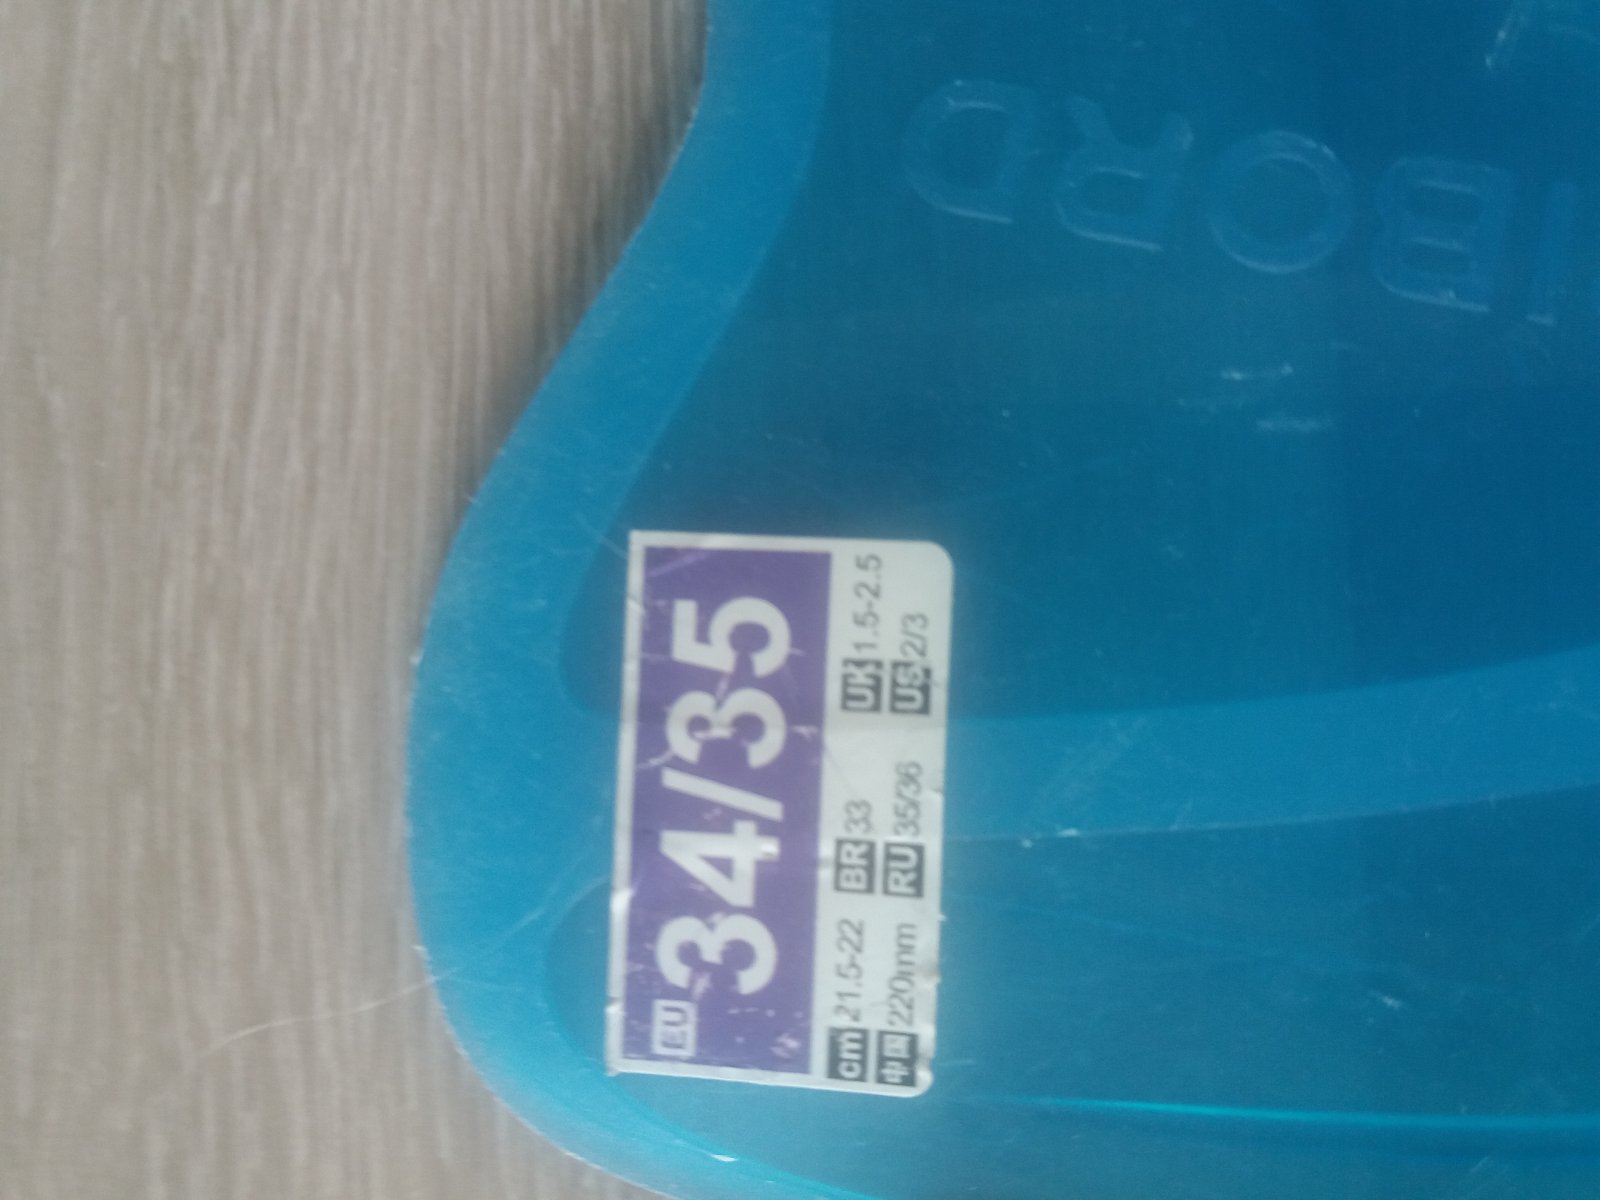 EU 34/35
cm 21.5-22 BR 33 UK 1.5-2.5
中国 220mm RU 35/36 US 2/3